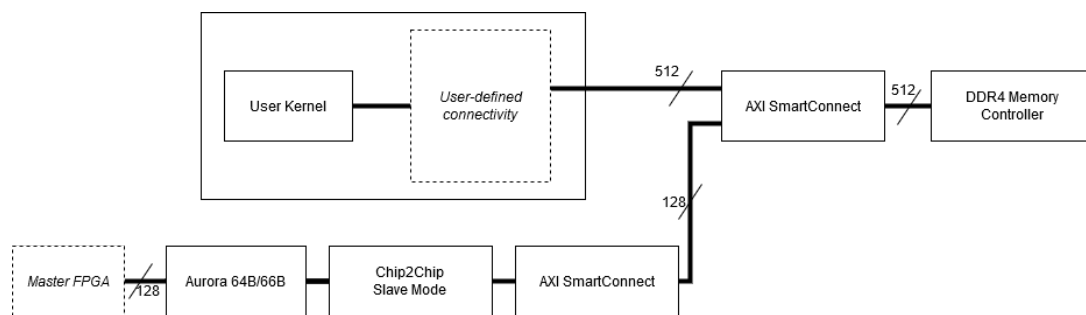 512
512
User Kernel
User-defined
connectivity
AXI SmartConnect
DDR4 Memory
Controller
128
Master FPGA
128
Aurora 64B/66B
Chip2Chip
Slave Mode
AXI SmartConnect